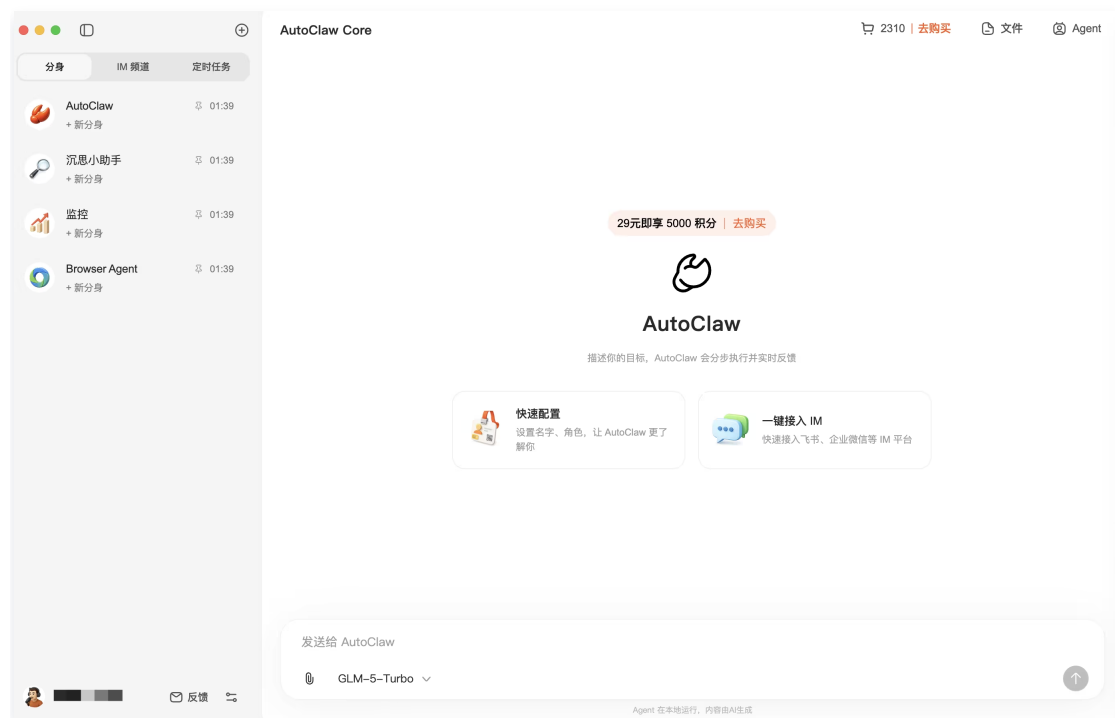 AutoClaw Core
2310 | 去购买
文件
Agent
分身
IM 频道
定时任务
AutoClaw
01:39
+ 新分身
沉思小助手
01:39
+ 新分身
监控
01:39
+ 新分身
Browser Agent
01:39
+ 新分身
29元即享 5000 积分 | 去购买
AutoClaw
描述你的目标，AutoClaw 会分步执行并实时反馈
快速配置
设置名字、角色，让 AutoClaw 更了
解你
一键接入 IM
快速接入飞书、企业微信等 IM 平台
发送给 AutoClaw
GLM-5-Turbo
反馈
Agent 在本地运行，内容由AI生成